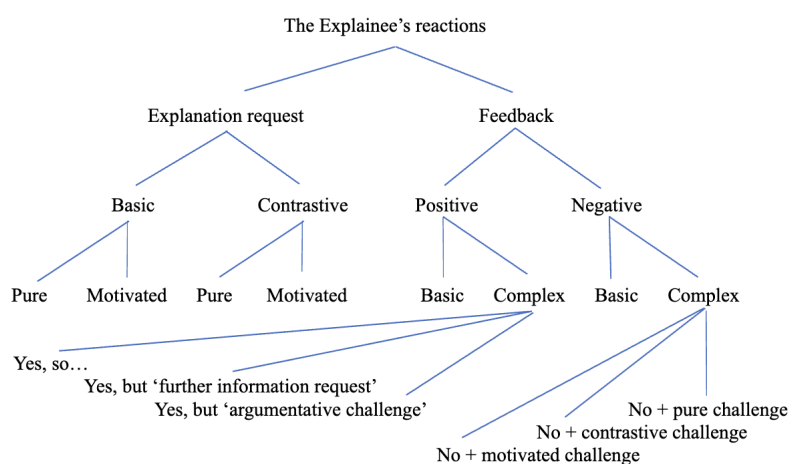 The Explainee’s reactions
Explanation request Feedback
Basic Contrastive Positive Negative
Pure Motivated Pure Motivated Basic Complex Basic Complex
Yes, so…
Yes, but ‘further information request’
Yes, but ‘argumentative challenge’
No + pure challenge
No + contrastive challenge
No + motivated challenge